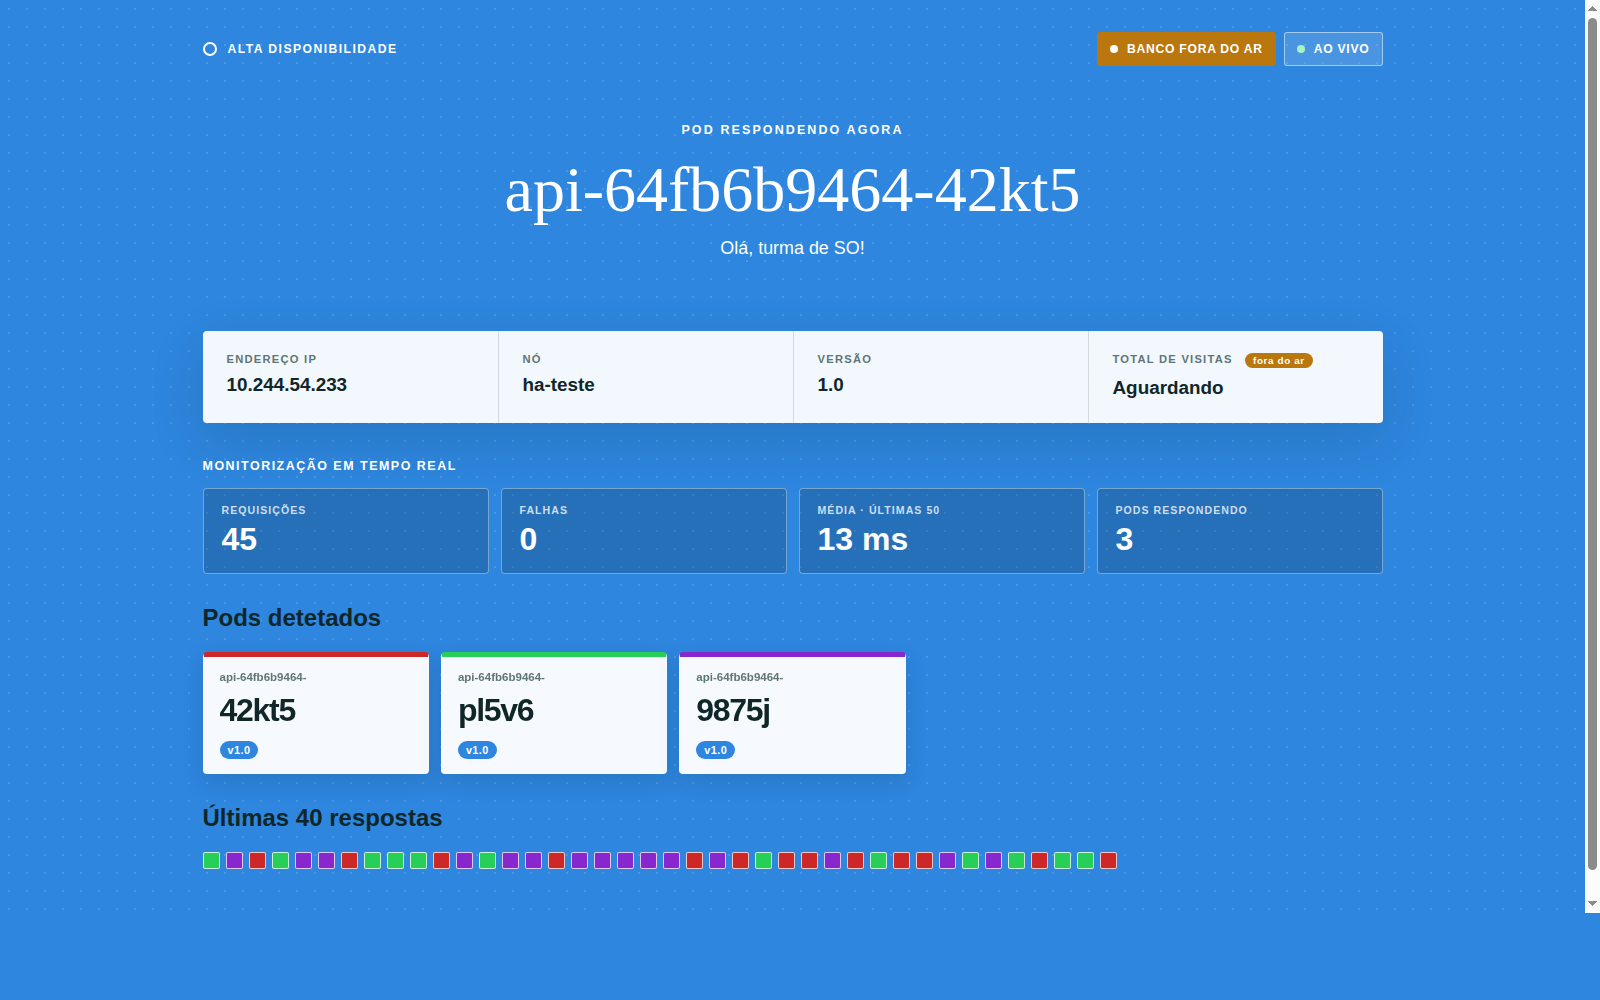 ALTA DISPONIBILIDADE
BANCO FORA DO AR
AO VIVO
POD RESPONDENDO AGORA
api-64fb6b9464-42kt5
Olá, turma de SO!
ENDEREÇO IP
10.244.54.233
NÓ
ha-teste
VERSÃO
1.0
TOTAL DE VISITAS fora do ar
Aguardando
MONITORIZAÇÃO EM TEMPO REAL
REQUISIÇÕES
45
FALHAS
0
MÉDIA · ÚLTIMAS 50
13 ms
PODS RESPONDENDO
3
Pods detetados
api-64fb6b9464-
42kt5
v1.0
api-64fb6b9464-
pl5v6
v1.0
api-64fb6b9464-
9875j
v1.0
Últimas 40 respostas